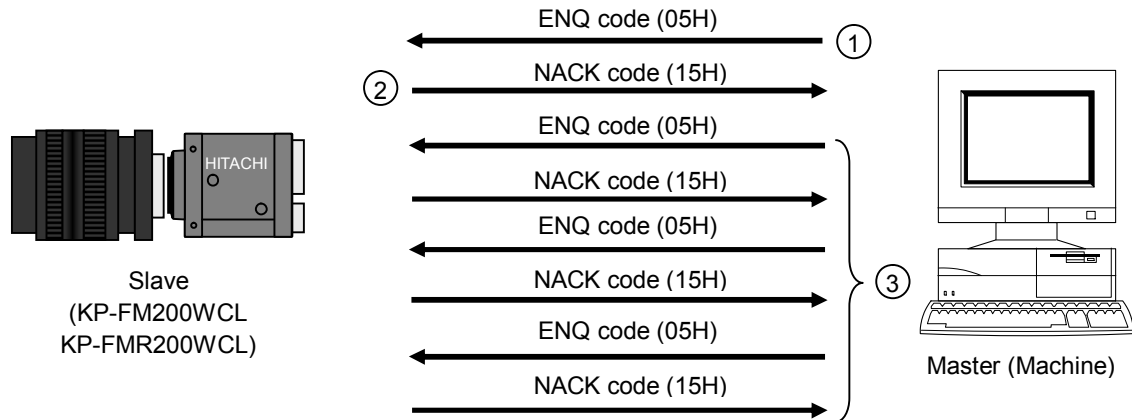 ENQ code (05H)
①
NACK code (15H)
②
ENQ code (05H)
HITACHI
NACK code (15H)
ENQ code (05H)
Slave
(KP-FM200WCL
KP-FMR200WCL)
NACK code (15H)
③
ENQ code (05H)
Master (Machine)
NACK code (15H)